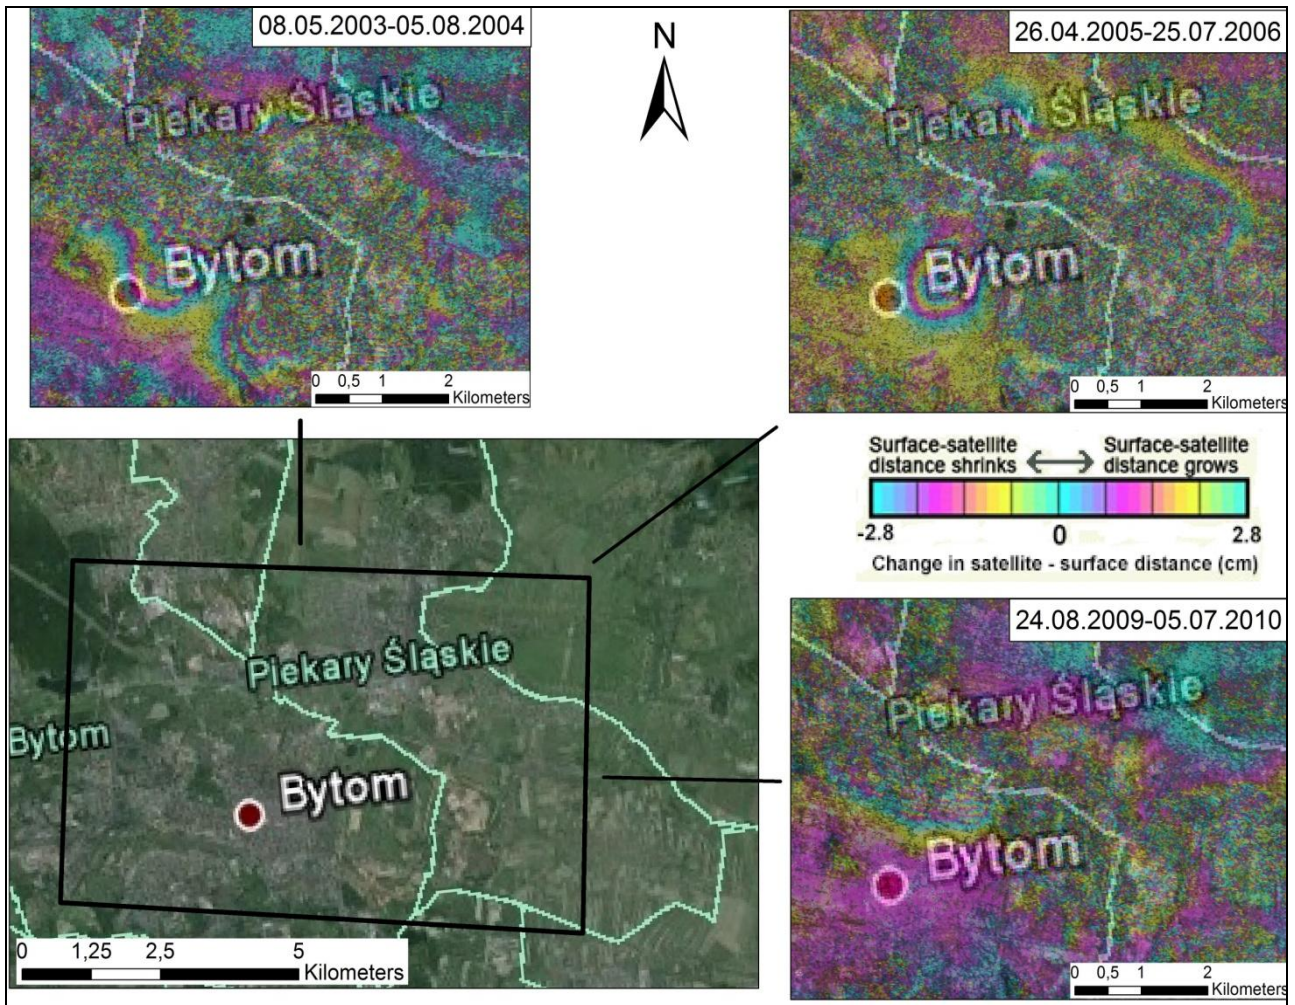 08.05.2003-05.08.2004
Piekary Śląskie
Bytom
0 0,5 1 2
Kilometers
N
26.04.2005-25.07.2006
Piekary Śląskie
Bytom
0 0,5 1 2
Kilometers
Piekary Śląskie
Bytom
Bytom
0 1,25 2,5 5
Kilometers
Surface-satellite Surface-satellite
distance shrinks distance grows
-2.8 0 2.8
Change in satellite - surface distance (cm)
24.08.2009-05.07.2010
Piekary Śląskie
Bytom
0 0,5 1 2
Kilometers